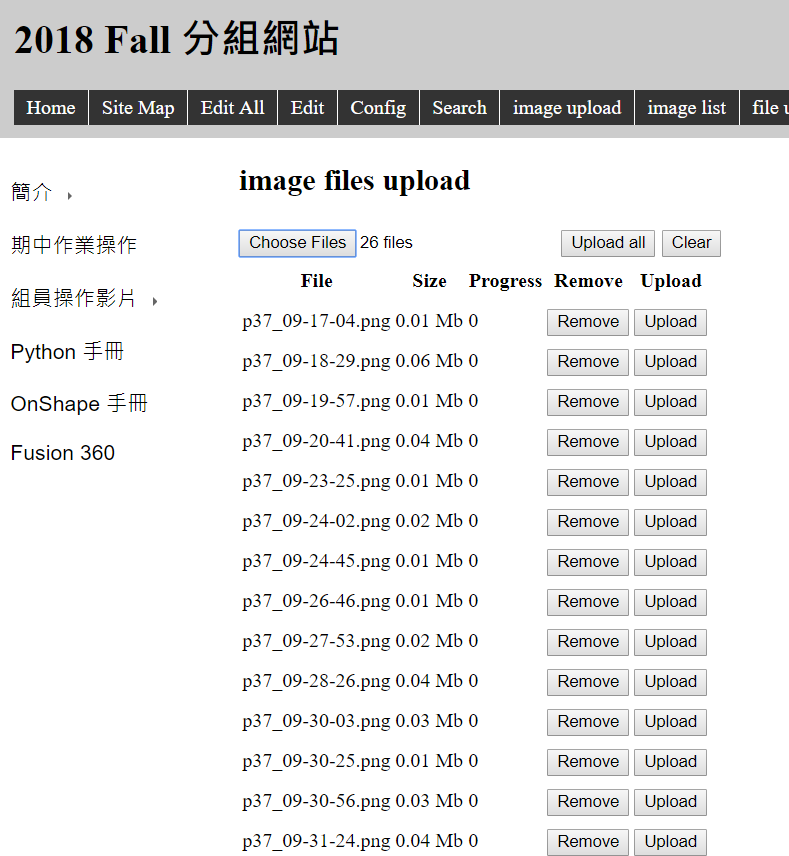 2018 Fall 分組網站
Home Site Map Edit All Edit Config Search image upload image list file u
簡介
期中作業操作
組員操作影片
Python 手冊
OnShape 手冊
Fusion 360
image files upload
Choose Files 26 files Upload all Clear
File Size Progress Remove Upload
p37_09-17-04.png 0.01 Mb 0 Remove Upload
p37_09-18-29.png 0.06 Mb 0 Remove Upload
p37_09-19-57.png 0.01 Mb 0 Remove Upload
p37_09-20-41.png 0.04 Mb 0 Remove Upload
p37_09-23-25.png 0.01 Mb 0 Remove Upload
p37_09-24-02.png 0.02 Mb 0 Remove Upload
p37_09-24-45.png 0.01 Mb 0 Remove Upload
p37_09-26-46.png 0.01 Mb 0 Remove Upload
p37_09-27-53.png 0.02 Mb 0 Remove Upload
p37_09-28-26.png 0.04 Mb 0 Remove Upload
p37_09-30-03.png 0.03 Mb 0 Remove Upload
p37_09-30-25.png 0.01 Mb 0 Remove Upload
p37_09-30-56.png 0.03 Mb 0 Remove Upload
p37_09-31-24.png 0.04 Mb 0 Remove Upload